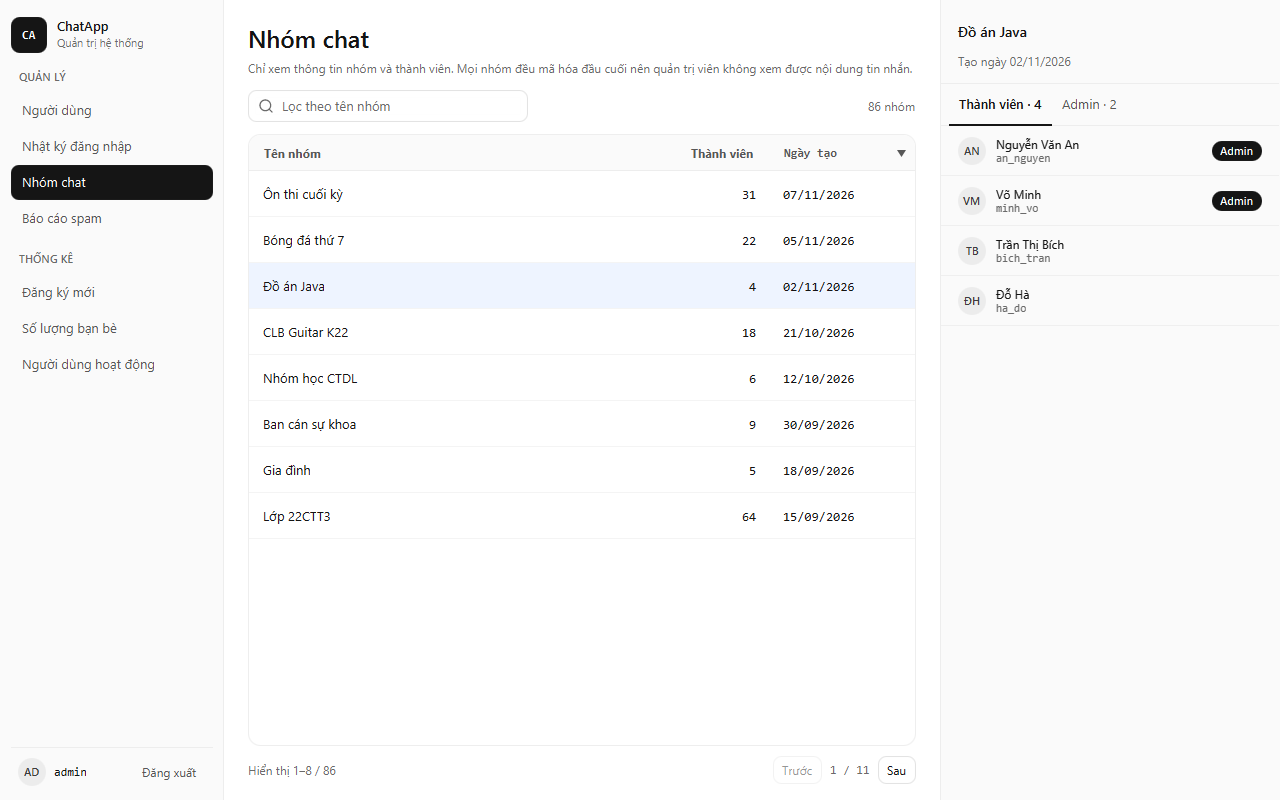 CA
ChatApp
Quản trị hệ thống
QUẢN LÝ
Người dùng
Nhật ký đăng nhập
Nhóm chat
Báo cáo spam
THỐNG KÊ
Đăng ký mới
Số lượng bạn bè
Người dùng hoạt động
AD admin Đăng xuất
Nhóm chat
Chỉ xem thông tin nhóm và thành viên. Mọi nhóm đều mã hóa đầu cuối nên quản trị viên không xem được nội dung tin nhắn.
Lọc theo tên nhóm 86 nhóm
Tên nhóm Thành viên Ngày tạo ▼
Ôn thi cuối kỳ 31 07/11/2026
Bóng đá thứ 7 22 05/11/2026
Đồ án Java 4 02/11/2026
CLB Guitar K22 18 21/10/2026
Nhóm học CTDL 6 12/10/2026
Ban cán sự khoa 9 30/09/2026
Gia đình 5 18/09/2026
Lớp 22CTT3 64 15/09/2026
Hiển thị 1–8 / 86 Trước 1 / 11 Sau
Đồ án Java
Tạo ngày 02/11/2026
Thành viên · 4 Admin · 2
AN Nguyễn Văn An Admin
an_nguyen
VM Võ Minh Admin
minh_vo
TB Trần Thị Bích
bich_tran
ĐH Đỗ Hà
ha_do